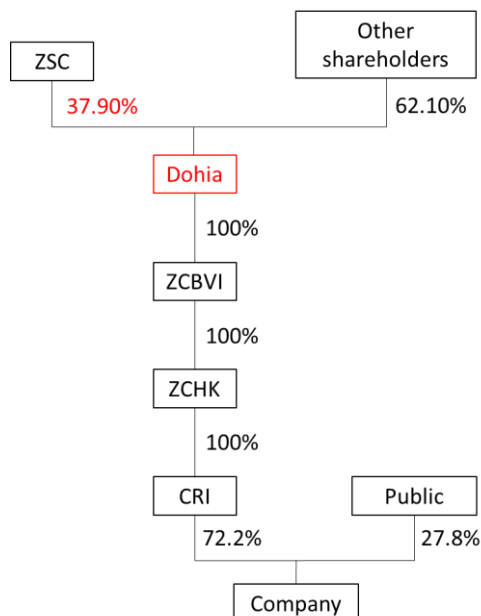 Other
shareholders
ZSC
37.90%
62.10%
Dohia
100%
ZCBVI
100%
ZCHK
100%
CRI
Public
72.2%
27.8%
Company